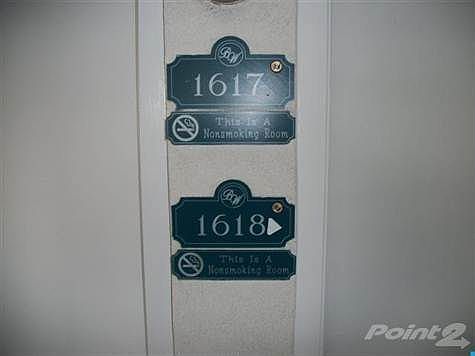 BW
1617
This Is A
Nonsmoking Room
BW
1618
This Is A
Nonsmoking Room
Point2